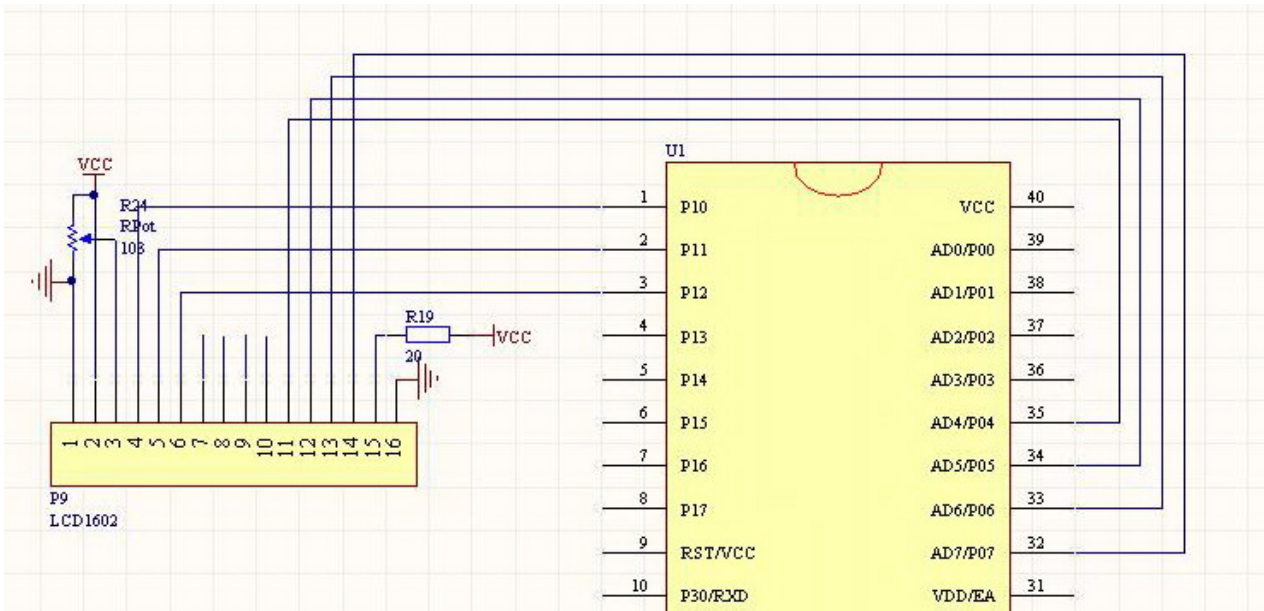 U1
VCC
R24
RPot
103
1 P10 VCC 40
2 P11 AD0/P00 39
3 P12 AD1/P01 38
4 P13 AD2/P02 37
5 P14 AD3/P03 36
6 P15 AD4/P04 35
7 P16 AD5/P05 34
8 P17 AD6/P06 33
9 RST/VCC AD7/P07 32
10 P30/RXD VDD/EA 31
R19
VCC
20
1 2 3 4 5 6 7 8 9 10 11 12 13 14 15 16
P9
LCD1602